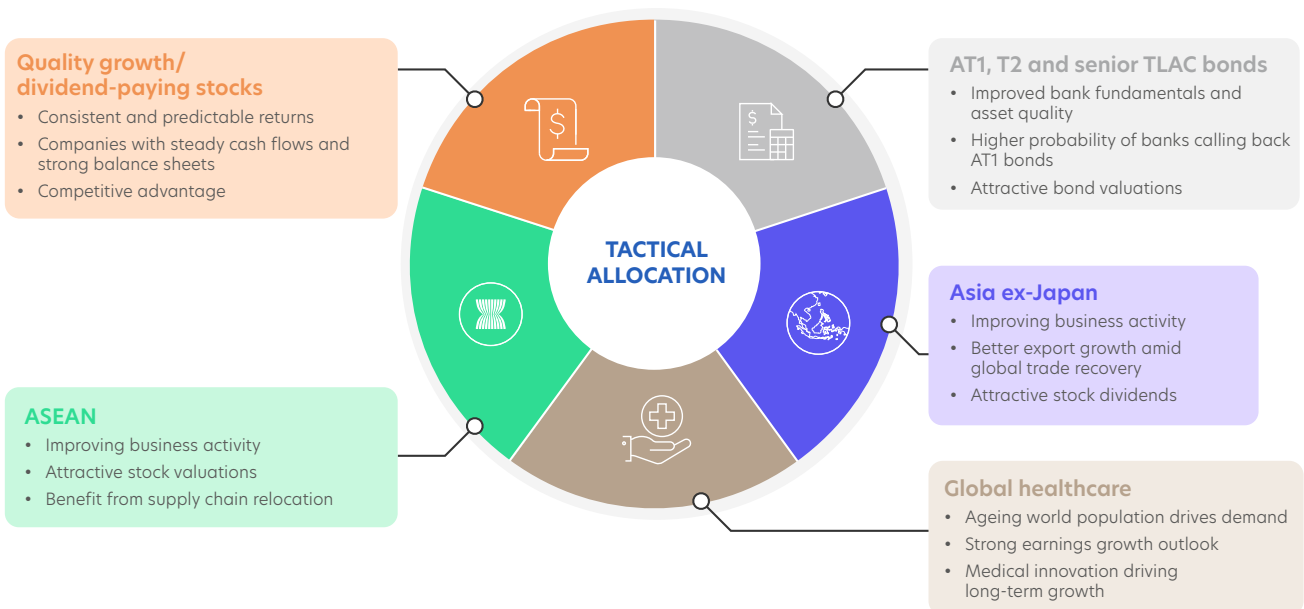 Quality growth/
dividend-paying stocks
• Consistent and predictable returns
• Companies with steady cash flows and
strong balance sheets
• Competitive advantage
AT1, T2 and senior TLAC bonds
• Improved bank fundamentals and
asset quality
• Higher probability of banks calling back
AT1 bonds
• Attractive bond valuations
$
$
TACTICAL
ALLOCATION
Asia ex-Japan
• Improving business activity
• Better export growth amid
global trade recovery
• Attractive stock dividends
ASEAN
• Improving business activity
• Attractive stock valuations
• Benefit from supply chain relocation
Global healthcare
• Ageing world population drives demand
• Strong earnings growth outlook
• Medical innovation driving
long-term growth